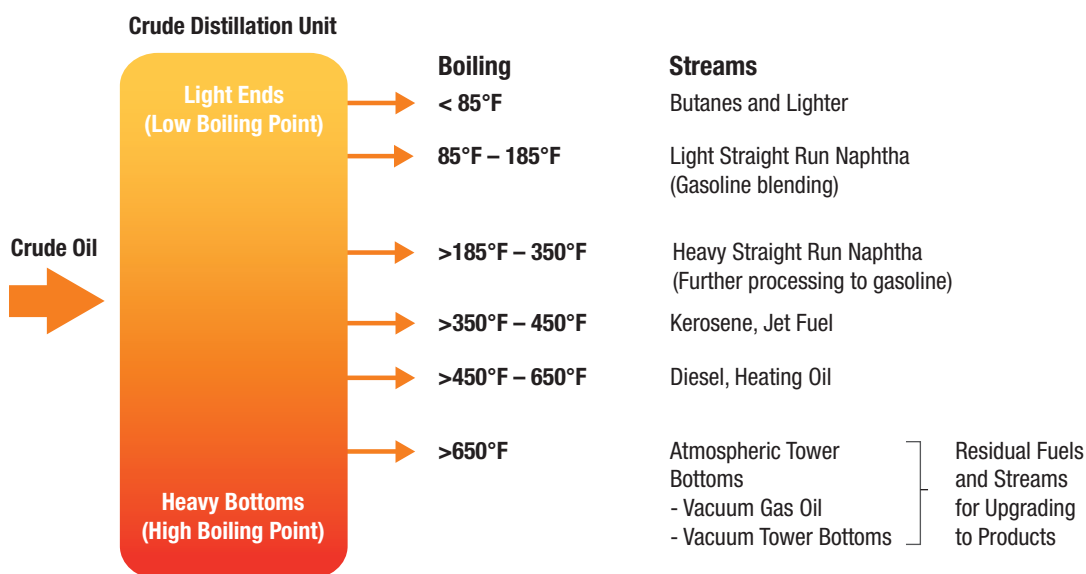 Crude Distillation Unit
Light Ends
(Low Boiling Point)
Crude Oil
Heavy Bottoms
(High Boiling Point)
Boiling
Streams
< 85°F
Butanes and Lighter
85°F – 185°F
Light Straight Run Naphtha
(Gasoline blending)
>185°F – 350°F
Heavy Straight Run Naphtha
(Further processing to gasoline)
>350°F – 450°F
Kerosene, Jet Fuel
>450°F – 650°F
Diesel, Heating Oil
>650°F
Atmospheric Tower
Bottoms
- Vacuum Gas Oil
- Vacuum Tower Bottoms
Residual Fuels
and Streams
for Upgrading
to Products